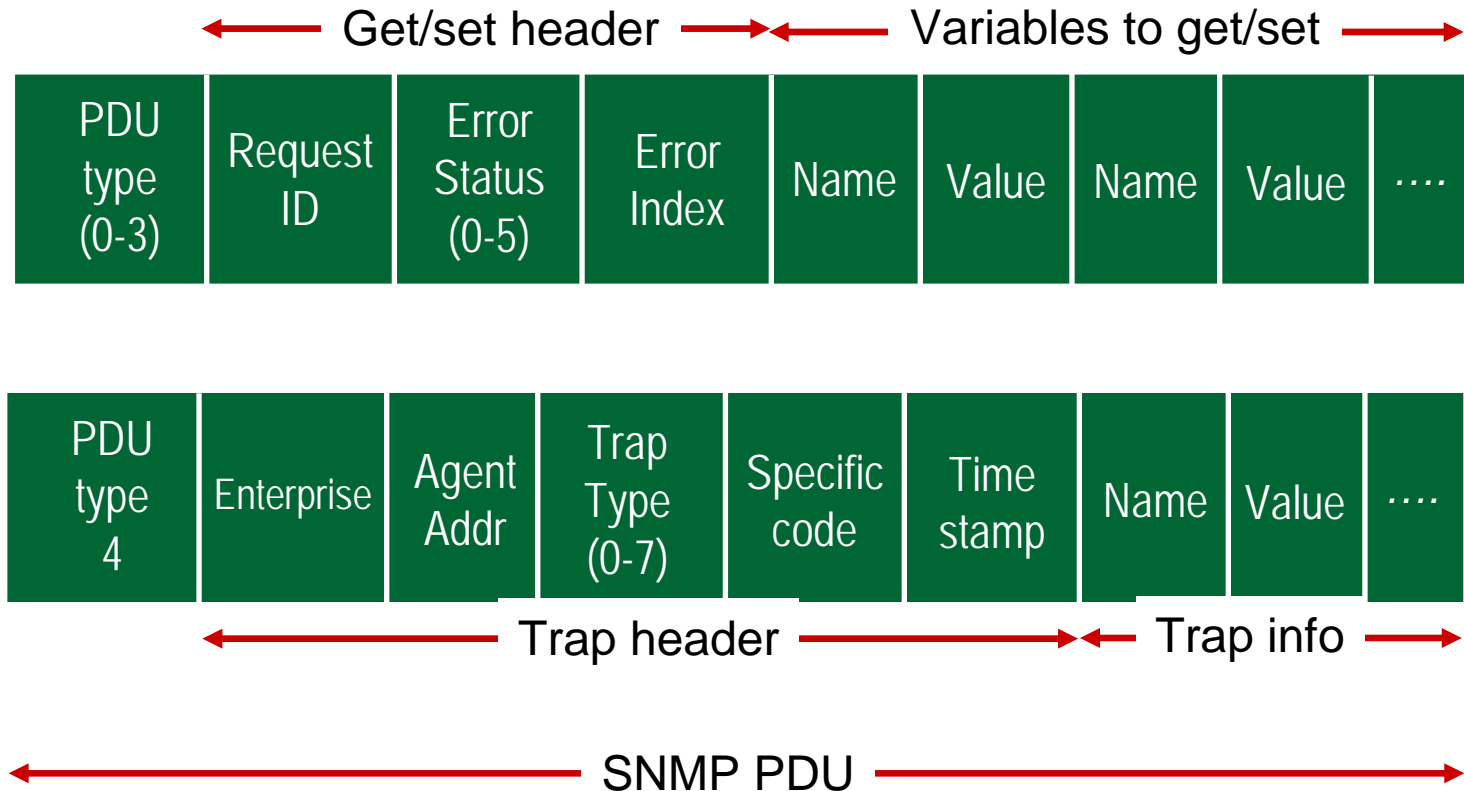 Get/set header
Variables to get/set
PDU
type
(0-3)
Request
ID
Error
Status
(0-5)
Error
Index
Name
Value
Name
Value
....
PDU
type
4
Enterprise
Agent
Addr
Trap
Type
(0-7)
Specific
code
Time
stamp
Name
Value
....
Trap header
Trap info
SNMP PDU